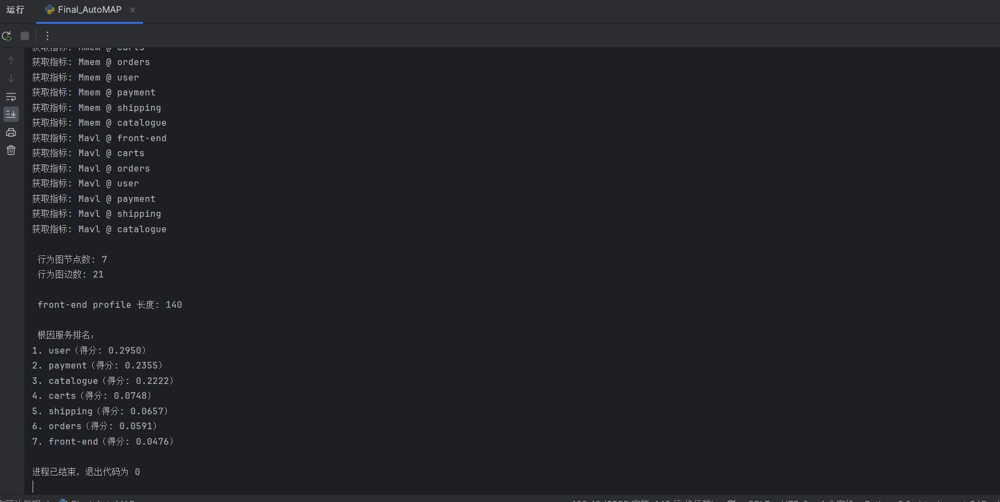 运行
Final_AutoMAP
获取指标: Mmem @ carts
获取指标: Mmem @ orders
获取指标: Mmem @ user
获取指标: Mmem @ payment
获取指标: Mmem @ shipping
获取指标: Mmem @ catalogue
获取指标: Mavl @ front-end
获取指标: Mavl @ carts
获取指标: Mavl @ orders
获取指标: Mavl @ user
获取指标: Mavl @ payment
获取指标: Mavl @ shipping
获取指标: Mavl @ catalogue
行为图节点数: 7
行为图边数: 21
front-end profile 长度: 140
根因服务排名:
1. user（得分: 0.2950）
2. payment（得分: 0.2355）
3. catalogue（得分: 0.2222）
4. carts（得分: 0.0748）
5. shipping（得分: 0.0657）
6. orders（得分: 0.0591）
7. front-end（得分: 0.0476）
进程已结束，退出代码为 0